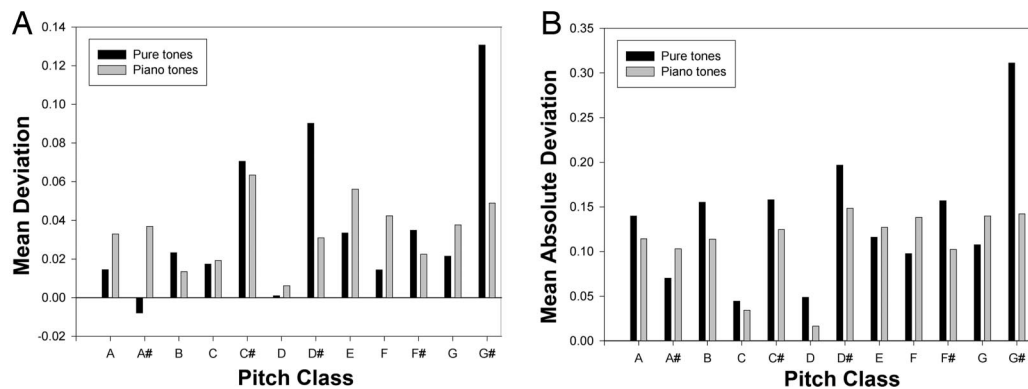 A
Mean Deviation
0.14
0.12
0.10
0.08
0.06
0.04
0.02
0.00
-0.02
Pure tones
Piano tones
A A# B C C# D D# E F F# G G#
Pitch Class
B
Mean Absolute Deviation
0.35
0.30
0.25
0.20
0.15
0.10
0.05
0.00
Pure tones
Piano tones
A A# B C C# D D# E F F# G G#
Pitch Class